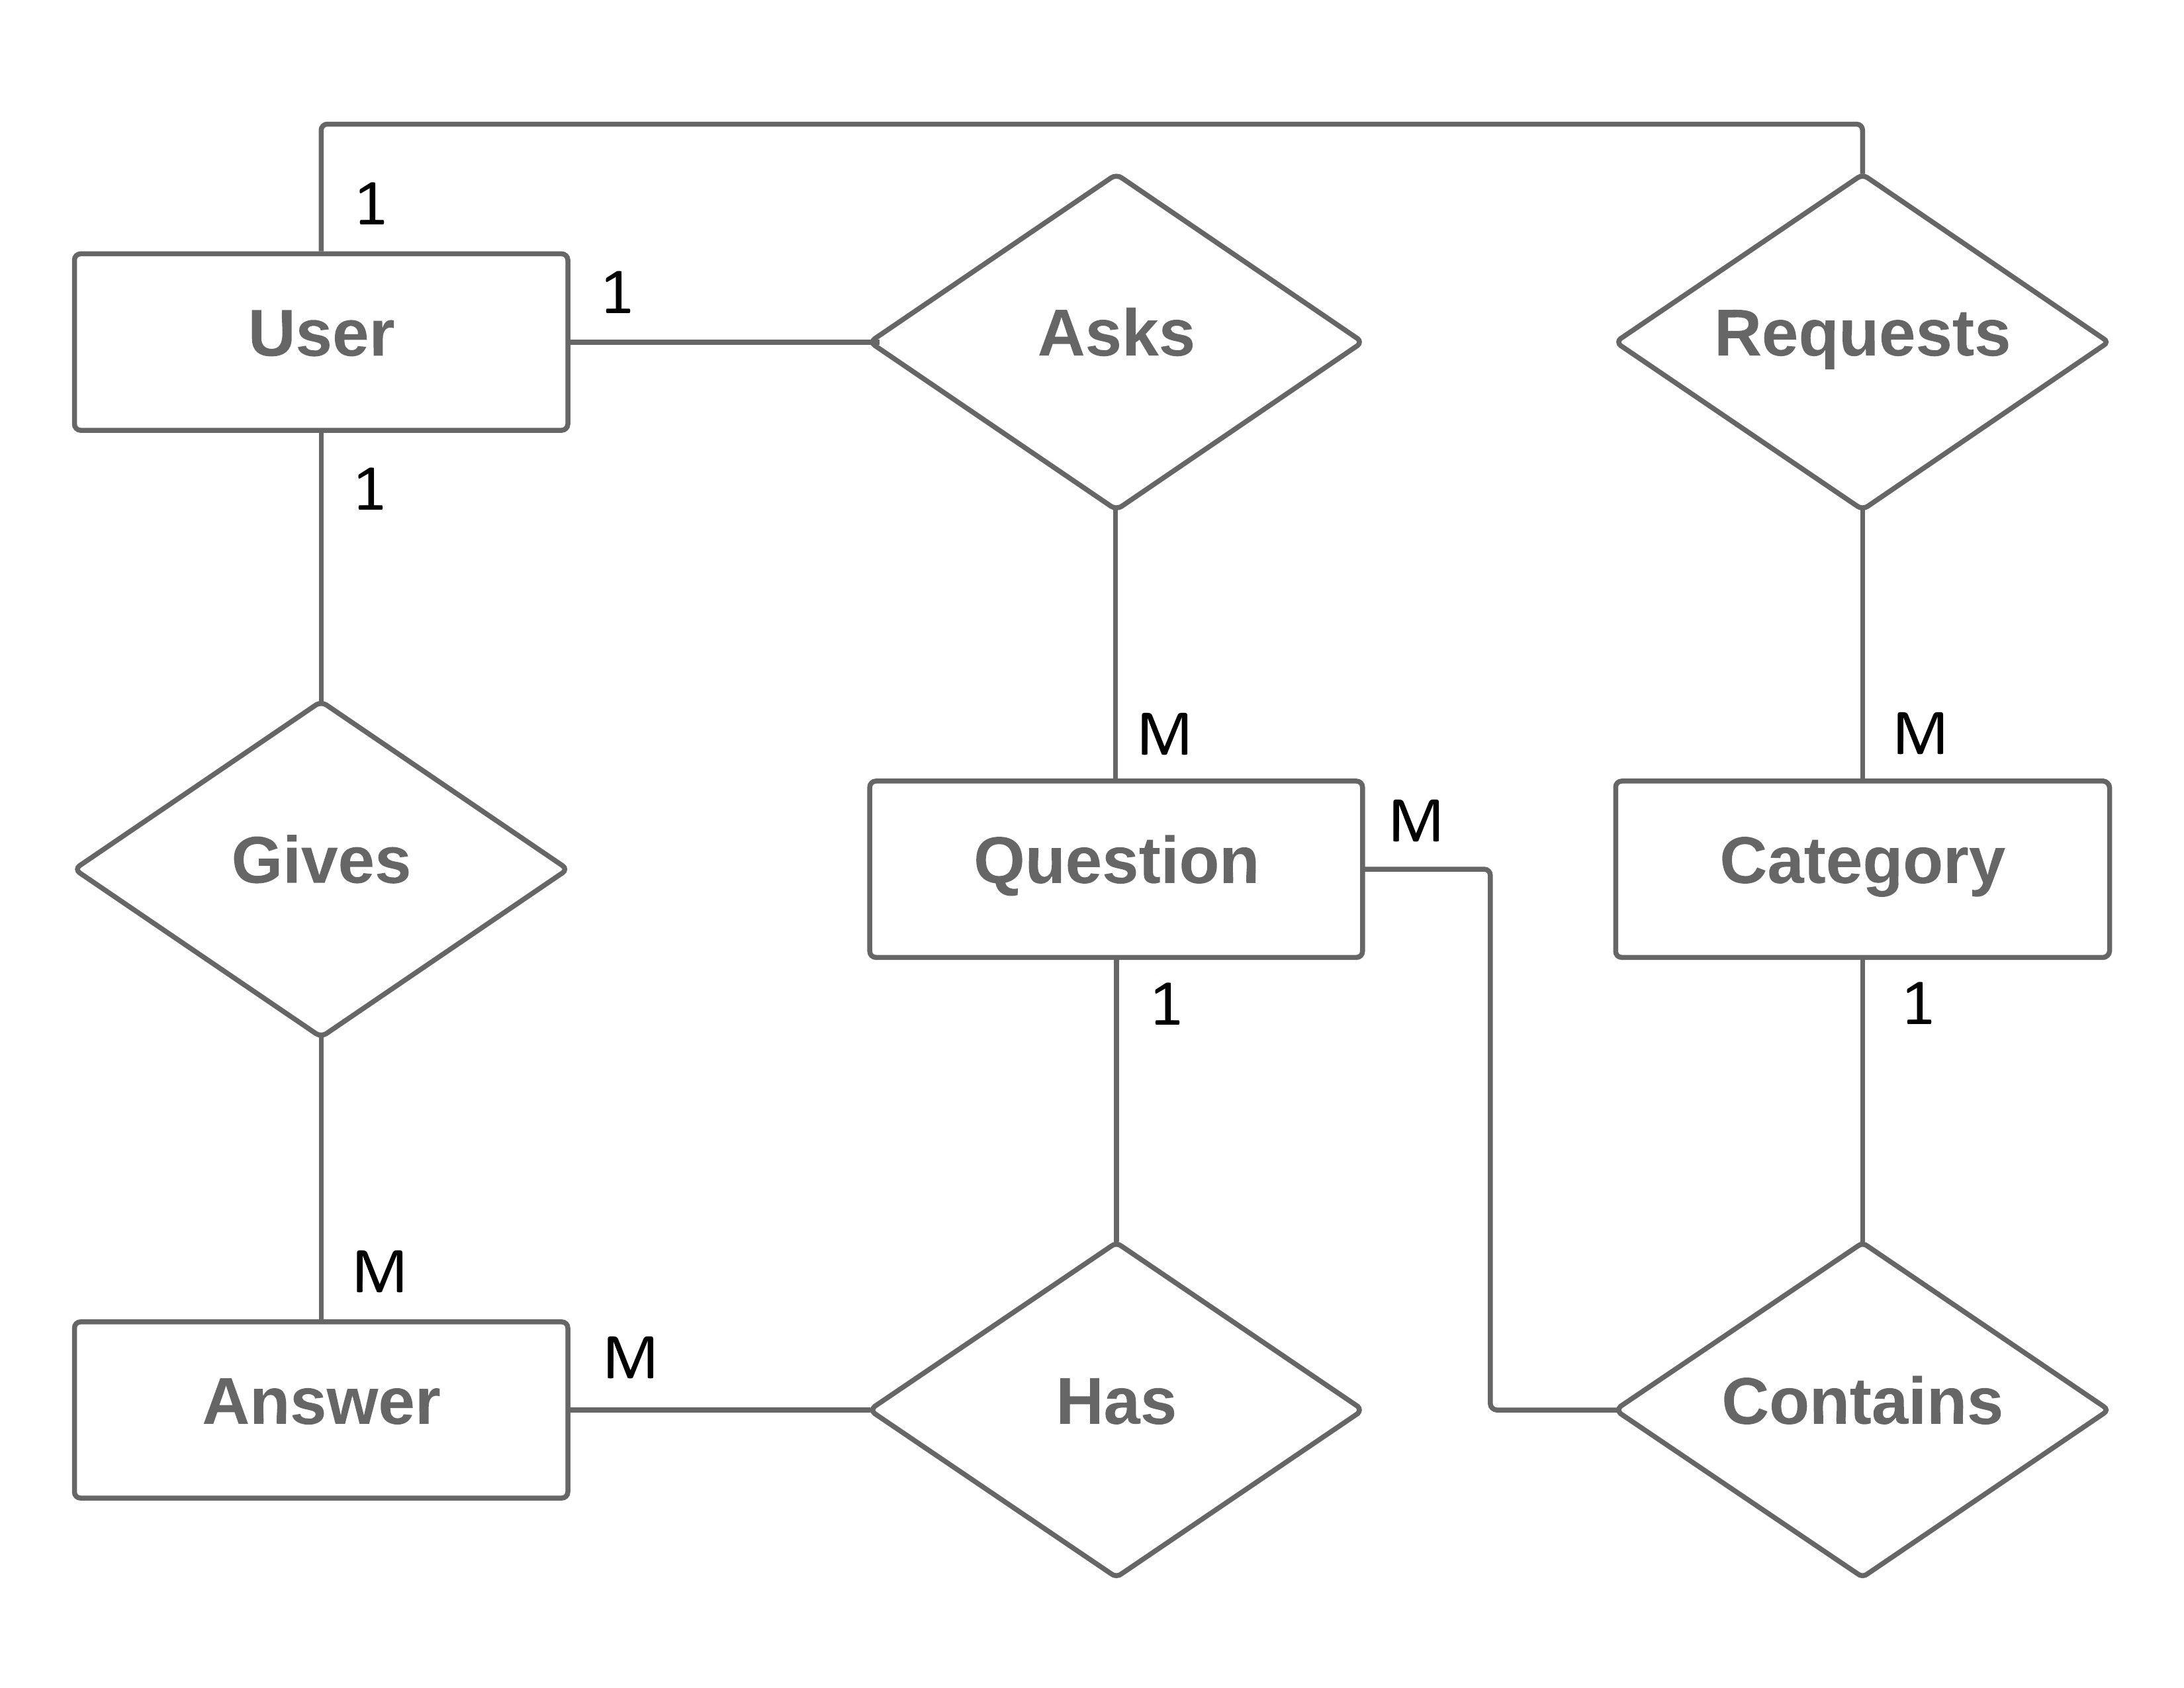 1
1
User
Asks
Requests
1
M
M
M
Gives
Question
Category
1
1
M
M
Answer
Has
Contains